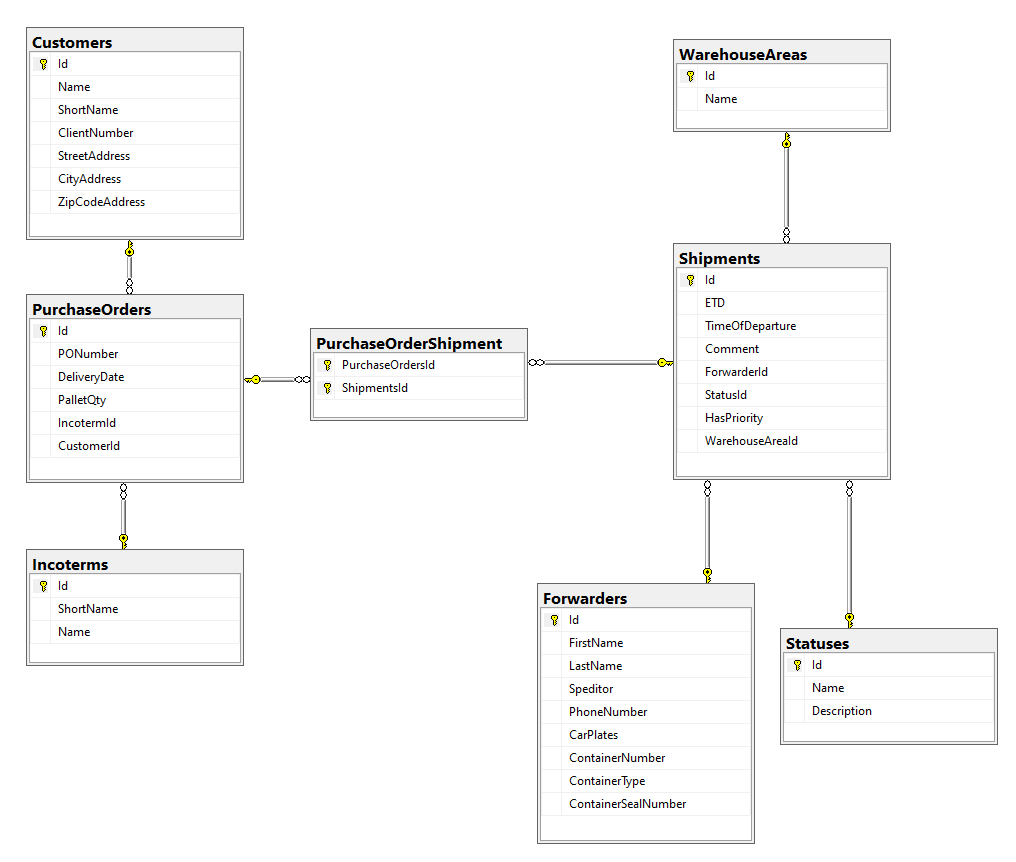 Customers
Id
Name
ShortName
ClientNumber
StreetAddress
CityAddress
ZipCodeAddress
WarehouseAreas
Id
Name
PurchaseOrders
Id
PONumber
DeliveryDate
PalletQty
IncotermId
CustomerId
PurchaseOrderShipment
PurchaseOrdersId
ShipmentsId
Shipments
Id
ETD
TimeOfDeparture
Comment
ForwarderId
StatusId
HasPriority
WarehouseAreaId
Incoterms
Id
ShortName
Name
Forwarders
Id
FirstName
LastName
Speditor
PhoneNumber
CarPlates
ContainerNumber
ContainerType
ContainerSealNumber
Statuses
Id
Name
Description